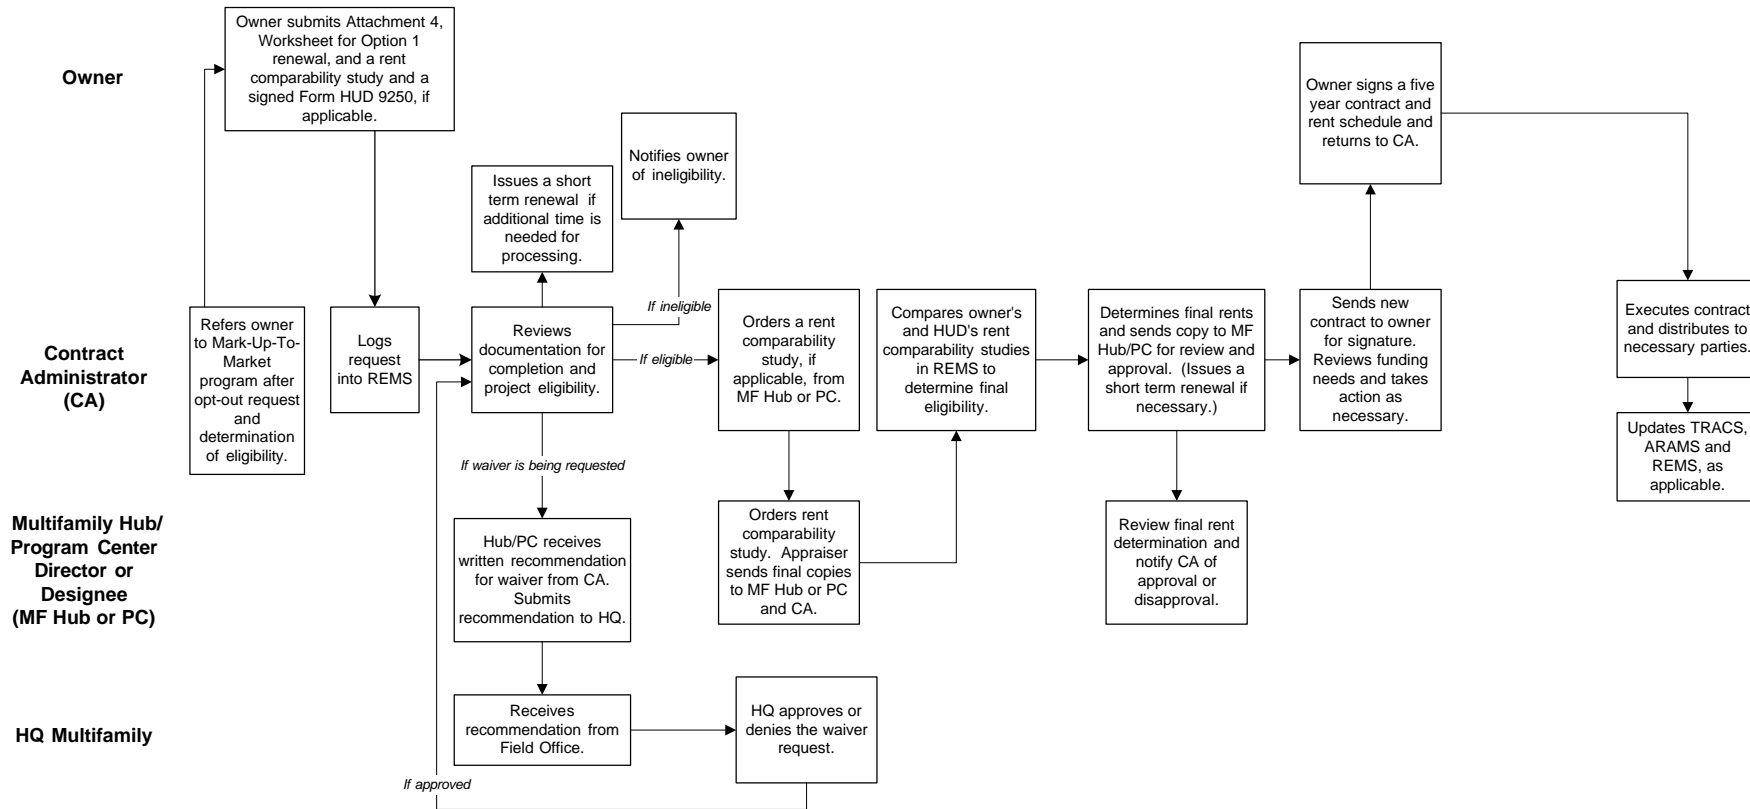 Owner
Owner submits Attachment 4,
Worksheet for Option 1
renewal, and a rent
comparability study and a
signed Form HUD 9250, if
applicable.
Owner signs a five
year contract and
rent schedule and
returns to CA.
Notifies owner
of ineligibility.
Issues a short
term renewal if
additional time is
needed for
processing.
Contract
Administrator
(CA)
Refers owner
to Mark-Up-To-
Market
program after
opt-out request
and
determination
of eligibility.
Logs
request
into REMS
Reviews
documentation for
completion and
project eligibility.
If ineligible
If eligible
If waiver is being requested
Orders a rent
comparability
study, if
applicable, from
MF Hub or PC.
Compares owner's
and HUD's rent
comparability studies
in REMS to
determine final
eligibility.
Determines final rents
and sends copy to MF
Hub/PC for review and
approval. (Issues a
short term renewal if
necessary.)
Sends new
contract to owner
for signature.
Reviews funding
needs and takes
action as
necessary.
Executes contract
and distributes to
necessary parties.
Updates TRACS,
ARAMS and
REMS, as
applicable.
Multifamily Hub/
Program Center
Director or
Designee
(MF Hub or PC)
Hub/PC receives
written recommendation
for waiver from CA.
Submits
recommendation to HQ.
Orders rent
comparability
study. Appraiser
sends final copies
to MF Hub or PC
and CA.
Review final rent
determination and
notify CA of
approval or
disapproval.
HQ Multifamily
Receives
recommendation from
Field Office.
HQ approves or
denies the waiver
request.
If approved